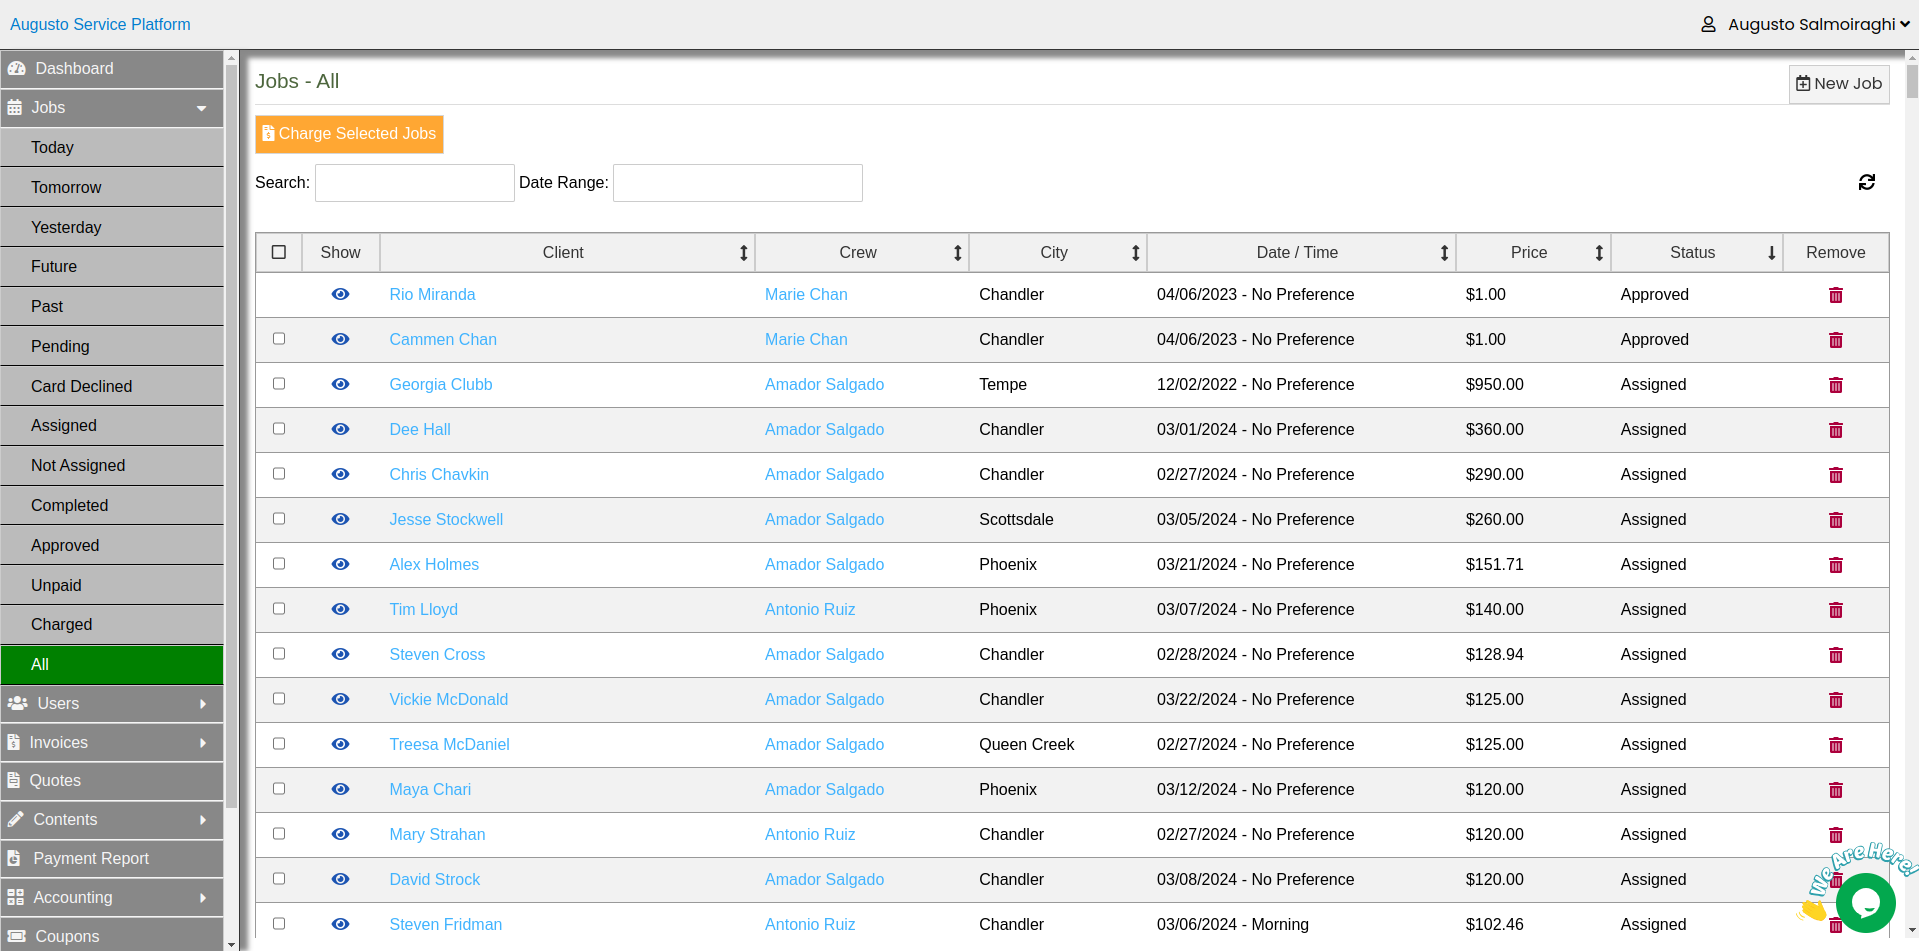 Augusto Service Platform
Augusto Salmoiraghi
Dashboard
Jobs
Today
Tomorrow
Yesterday
Future
Past
Pending
Card Declined
Assigned
Not Assigned
Completed
Approved
Unpaid
Charged
All
Users
Invoices
Quotes
Contents
Payment Report
Accounting
Coupons
Jobs - All
New Job
Charge Selected Jobs
Search: Date Range:
Show Client Crew City Date / Time Price Status Remove
Rio Miranda Marie Chan Chandler 04/06/2023 - No Preference $1.00 Approved
Cammen Chan Marie Chan Chandler 04/06/2023 - No Preference $1.00 Approved
Georgia Clubb Amador Salgado Tempe 12/02/2022 - No Preference $950.00 Assigned
Dee Hall Amador Salgado Chandler 03/01/2024 - No Preference $360.00 Assigned
Chris Chavkin Amador Salgado Chandler 02/27/2024 - No Preference $290.00 Assigned
Jesse Stockwell Amador Salgado Scottsdale 03/05/2024 - No Preference $260.00 Assigned
Alex Holmes Amador Salgado Phoenix 03/21/2024 - No Preference $151.71 Assigned
Tim Lloyd Antonio Ruiz Phoenix 03/07/2024 - No Preference $140.00 Assigned
Steven Cross Amador Salgado Chandler 02/28/2024 - No Preference $128.94 Assigned
Vickie McDonald Amador Salgado Chandler 03/22/2024 - No Preference $125.00 Assigned
Treesa McDaniel Amador Salgado Queen Creek 02/27/2024 - No Preference $125.00 Assigned
Maya Chari Amador Salgado Phoenix 03/12/2024 - No Preference $120.00 Assigned
Mary Strahan Antonio Ruiz Chandler 02/27/2024 - No Preference $120.00 Assigned
David Strock Amador Salgado Chandler 03/08/2024 - No Preference $120.00 Assigned
Steven Fridman Antonio Ruiz Chandler 03/06/2024 - Morning $102.46 Assigned
We Are Here!